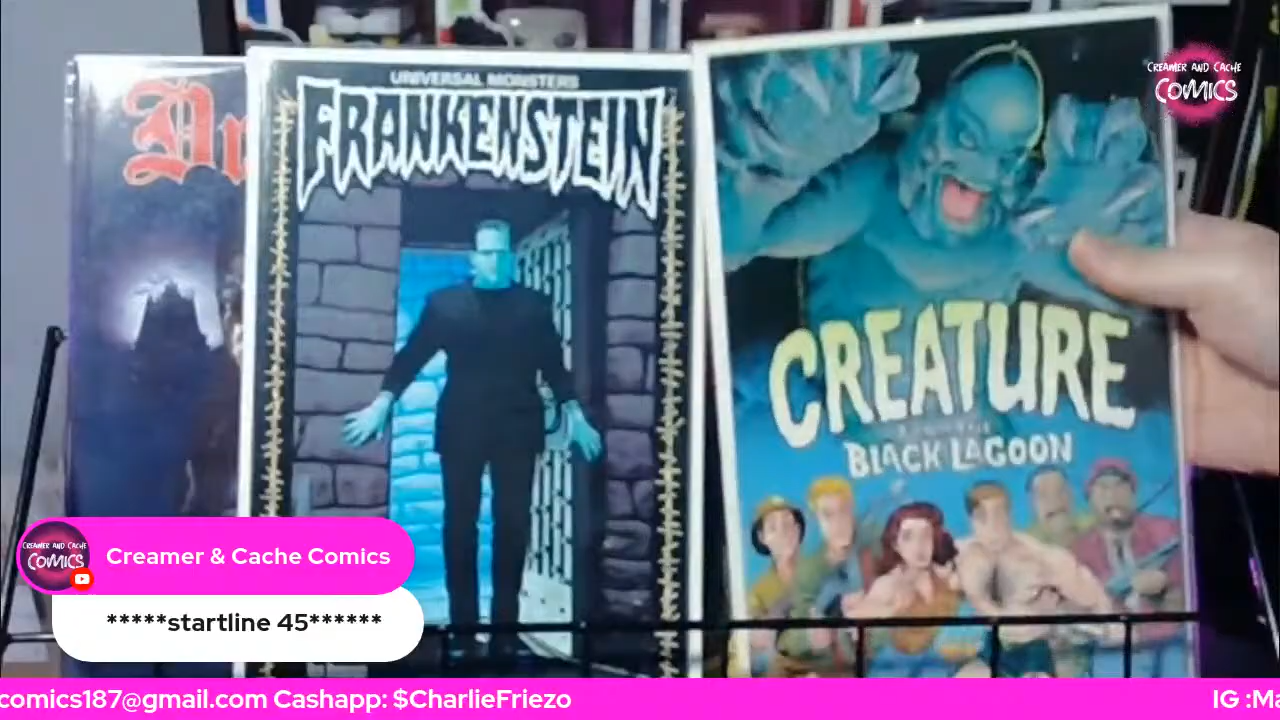 Dr
UNIVERSAL MONSTERS
FRANKENSTEIN
CREATURE
BLACK LAGOON
CREAMER AND CACHE
COMICS
CREAMER AND CACHE
COMICS
Creamer & Cache Comics
*****startline 45******
comics187@gmail.com Cashapp: $CharlieFriezo
IG :Ma